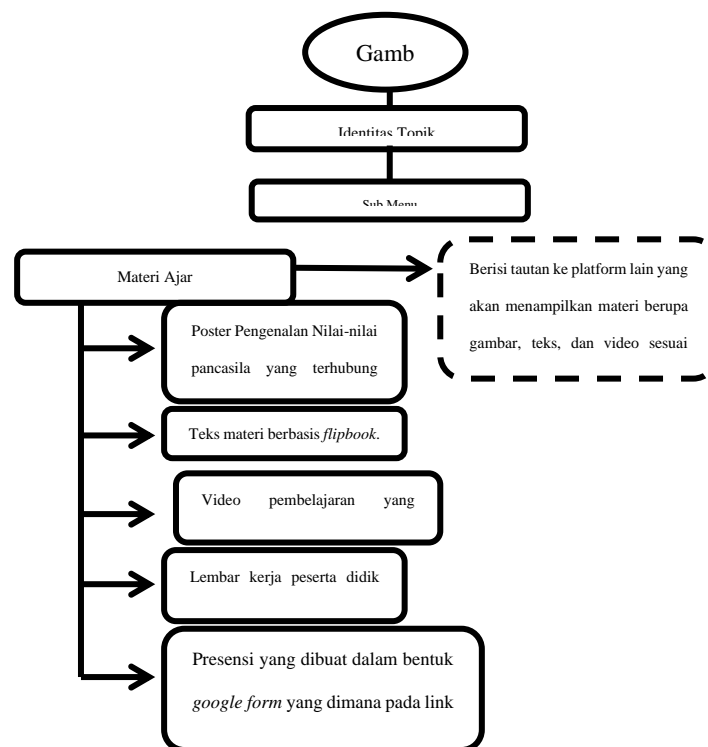 Gamb
Identitas Topik
Sub Menu
Materi Ajar
Berisi tautan ke platform lain yang
akan menampilkan materi berupa
gambar, teks, dan video sesuai
Poster Pengenalan Nilai-nilai
pancasila yang terhubung
Teks materi berbasis flipbook.
Video pembelajaran yang
Lembar kerja peserta didik
Presensi yang dibuat dalam bentuk
google form yang dimana pada link